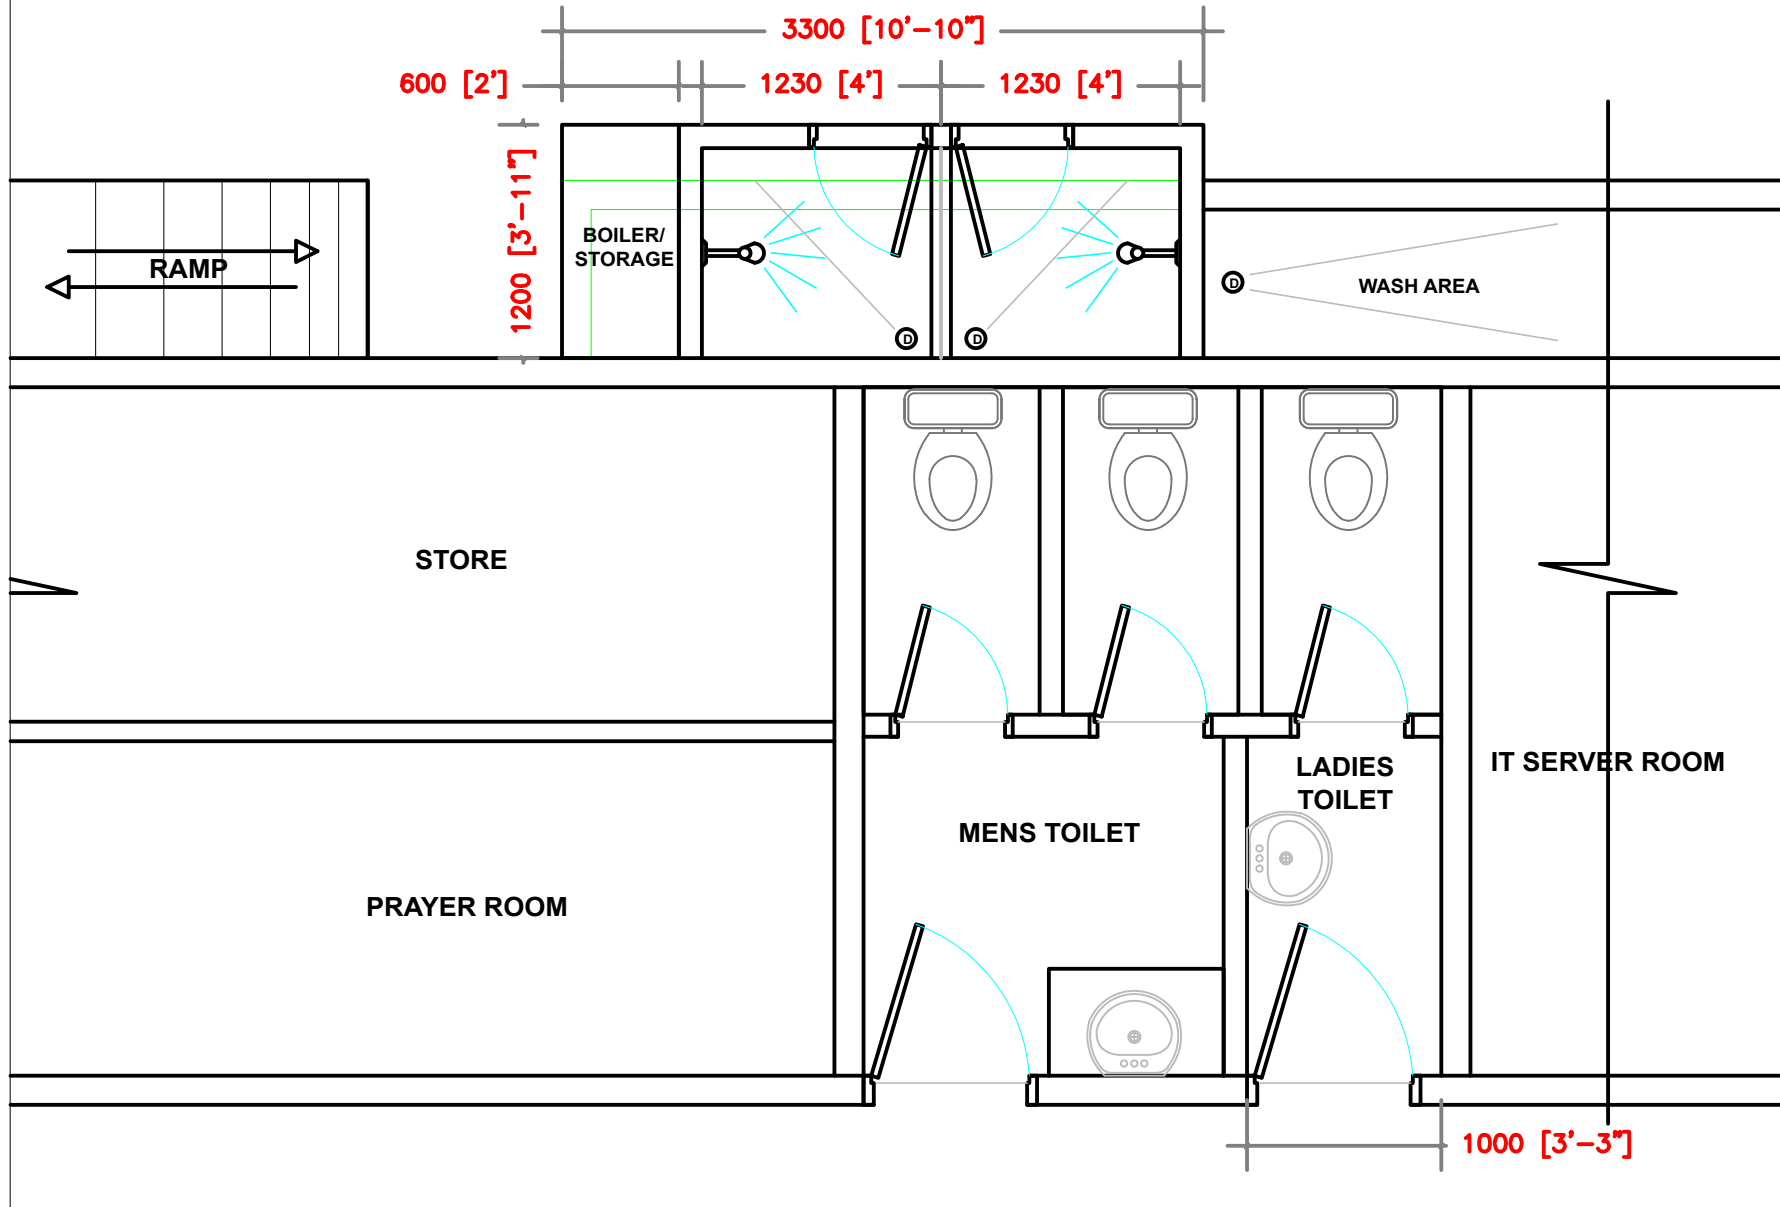 3300 [10'-10"]
600 [2']
1230 [4']
1230 [4']
1200 [3'-11"]
BOILER/
STORAGE
RAMP
D
D
D
WASH AREA
STORE
LADIES
TOILET
IT SERVER ROOM
MENS TOILET
PRAYER ROOM
1000 [3'-3"]